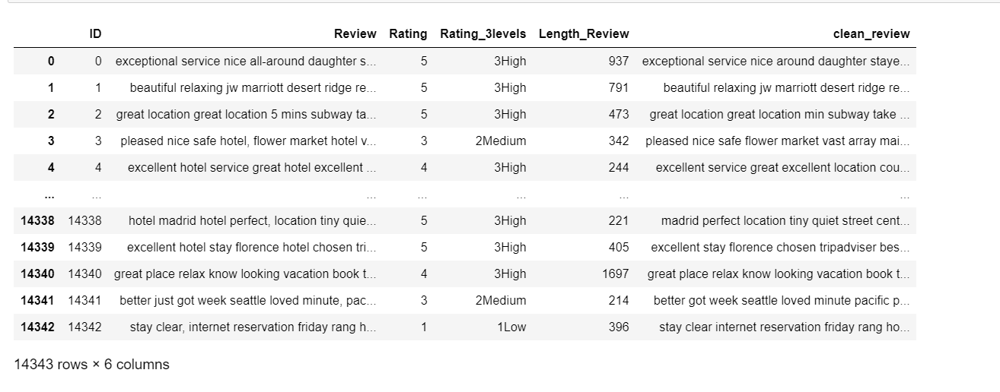 ID Review Rating Rating_3levels Length_Review clean_review
0 0 exceptional service nice all-around daughter s... 5 3High 937 exceptional service nice around daughter staye...
1 1 beautiful relaxing jw marriott desert ridge re... 5 3High 791 beautiful relaxing jw marriott desert ridge re...
2 2 great location great location 5 mins subway ta... 5 3High 473 great location great location min subway take ...
3 3 pleased nice safe hotel, flower market hotel v... 3 2Medium 342 pleased nice safe flower market vast array mai...
4 4 excellent hotel service great hotel excellent ... 4 3High 244 excellent service great excellent location cou...
... ... ... ... ... ... ...
14338 14338 hotel madrid hotel perfect, location tiny quie... 5 3High 221 madrid perfect location tiny quiet street cent...
14339 14339 excellent hotel stay florence hotel chosen tri... 5 3High 405 excellent stay florence chosen tripadviser bes...
14340 14340 great place relax know looking vacation book t... 4 3High 1697 great place relax know looking vacation book t...
14341 14341 better just got week seattle loved minute, pac... 3 2Medium 214 better got week seattle loved minute pacific p...
14342 14342 stay clear, internet reservation friday rang h... 1 1Low 396 stay clear internet reservation friday rang ho...
14343 rows × 6 columns